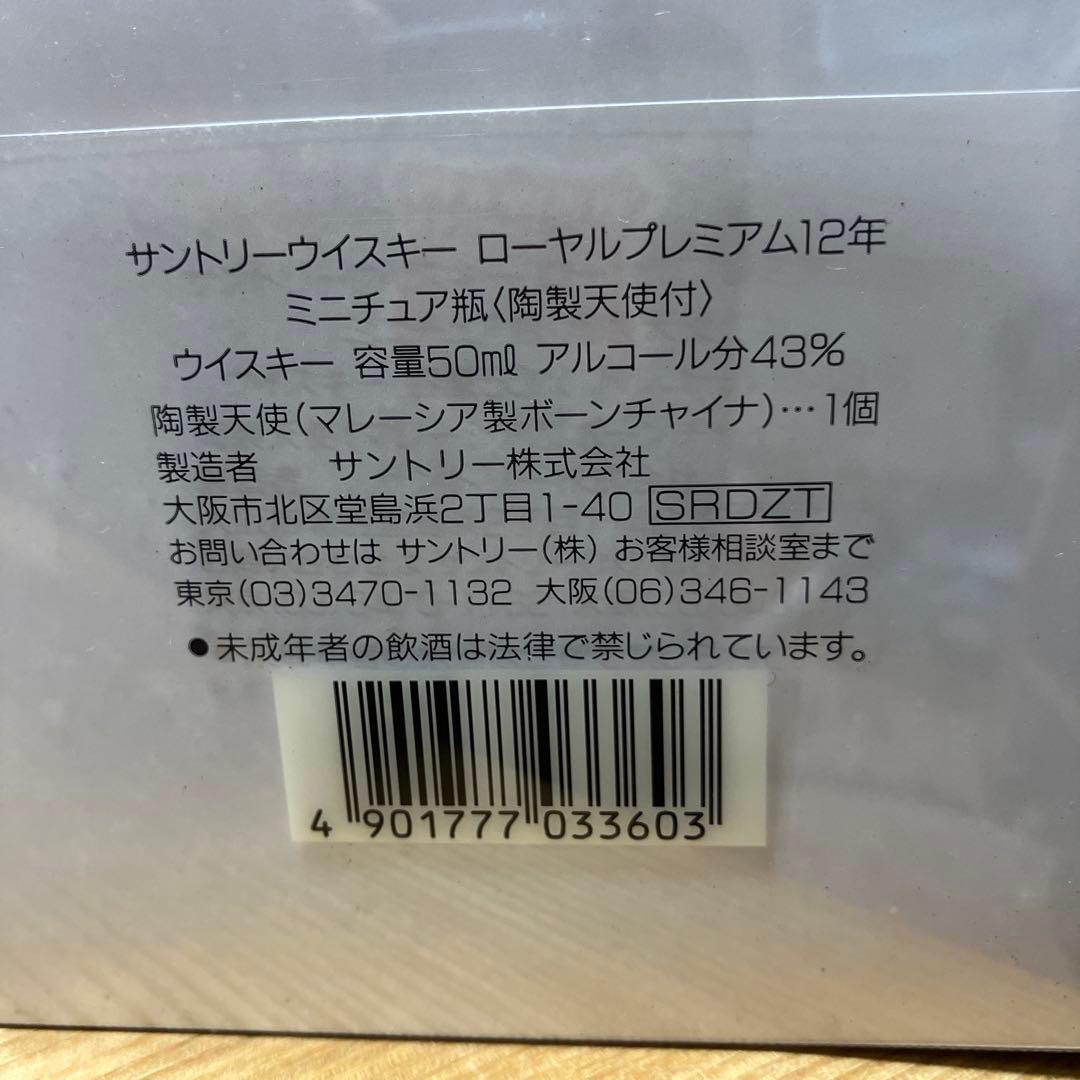 サントリーウイスキー ローヤルプレミアム12年
ミニチュア瓶〈陶製天使付〉
ウイスキー 容量50mℓ アルコール分43%
陶製天使(マレーシア製ボーンチャイナ)…1個
製造者 サントリー株式会社
大阪市北区堂島浜2丁目1-40 SRDZT
お問い合わせは サントリー(株) お客様相談室まで
東京(03)3470-1132 大阪(06)346-1143
●未成年者の飲酒は法律で禁じられています。
4 901777 033603